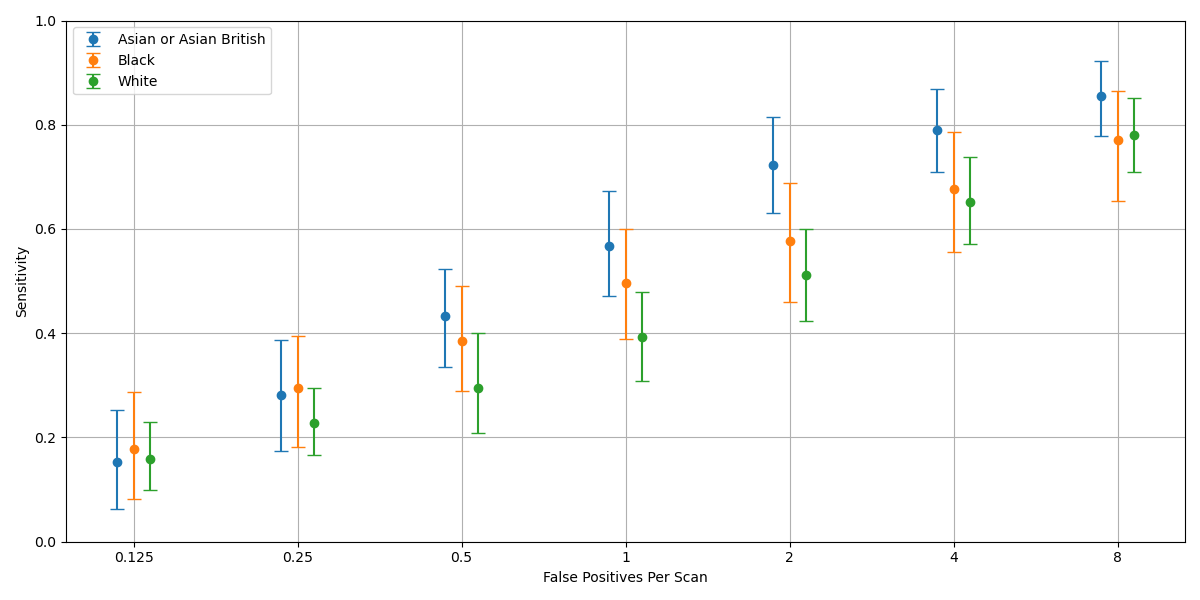 Asian or Asian British
Black
White
1.0
0.8
0.6
0.4
0.2
0.0
Sensitivity
0.125 0.25 0.5 1 2 4 8
False Positives Per Scan